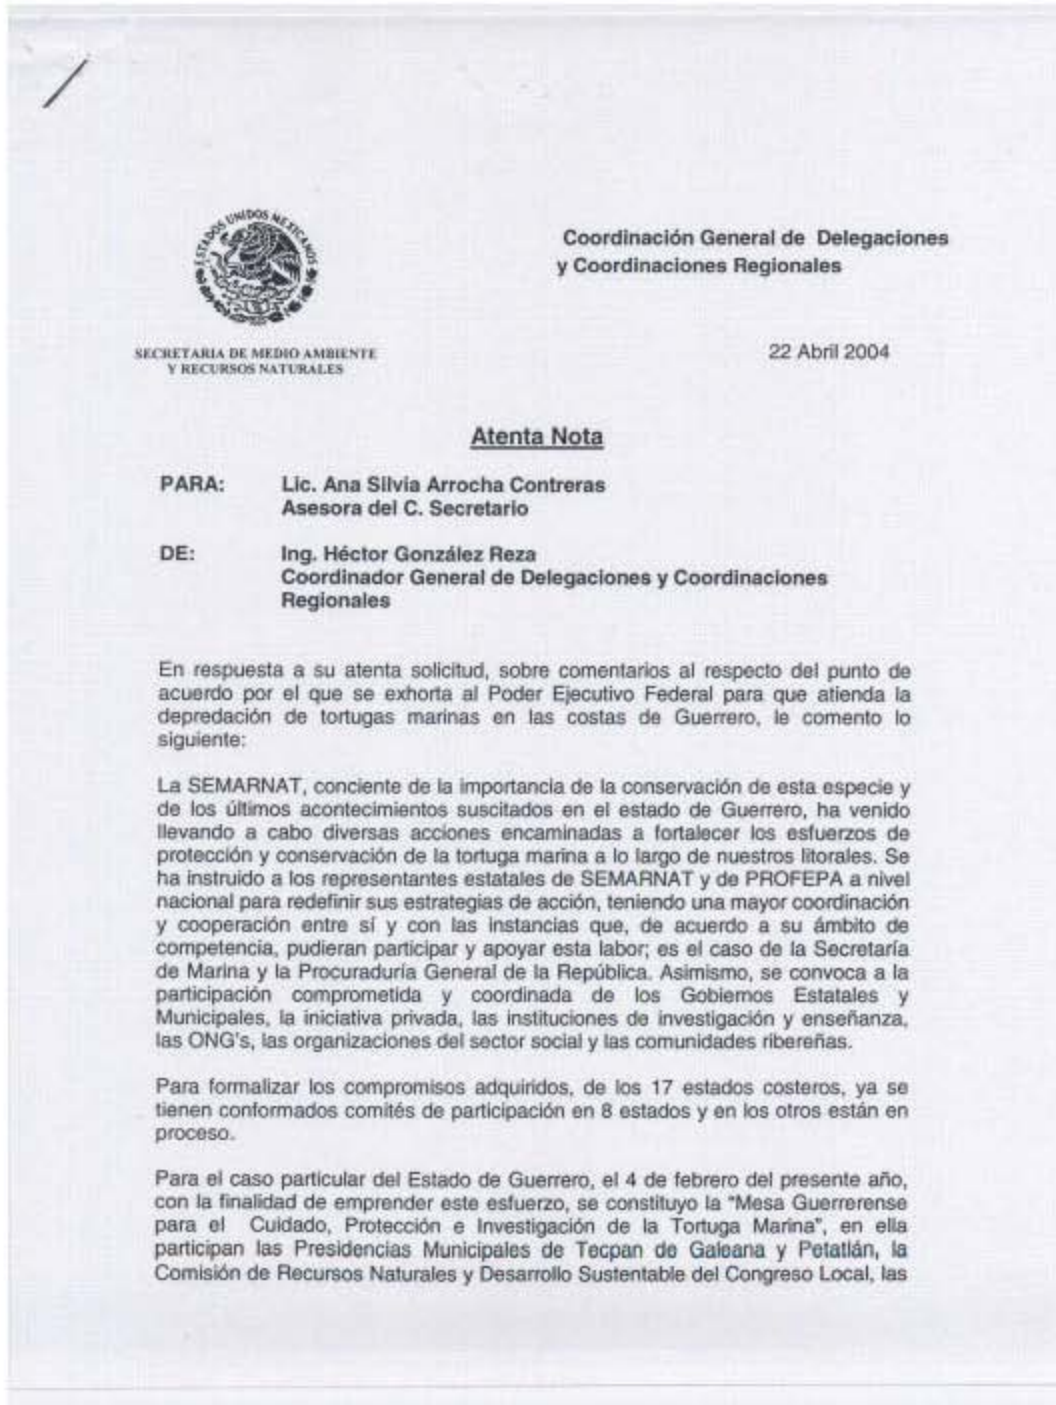 ESTADOS UNIDOS MEXICANOS
Coordinación General de Delegaciones
y Coordinaciones Regionales
SECRETARIA DE MEDIO AMBIENTE
Y RECURSOS NATURALES
22 Abril 2004
Atenta Nota
PARA: Lic. Ana Silvia Arrocha Contreras
Asesora del C. Secretario
DE: Ing. Héctor González Reza
Coordinador General de Delegaciones y Coordinaciones
Regionales
En respuesta a su atenta solicitud, sobre comentarios al respecto del punto de
acuerdo por el que se exhorta al Poder Ejecutivo Federal para que atienda la
depredación de tortugas marinas en las costas de Guerrero, le comento lo
siguiente:
La SEMARNAT, conciente de la importancia de la conservación de esta especie y
de los últimos acontecimientos suscitados en el estado de Guerrero, ha venido
llevando a cabo diversas acciones encaminadas a fortalecer los esfuerzos de
protección y conservación de la tortuga marina a lo largo de nuestros litorales. Se
ha instruido a los representantes estatales de SEMARNAT y de PROFEPA a nivel
nacional para redefinir sus estrategias de acción, teniendo una mayor coordinación
y cooperación entre sí y con las instancias que, de acuerdo a su ámbito de
competencia, pudieran participar y apoyar esta labor; es el caso de la Secretaría
de Marina y la Procuraduría General de la República. Asimismo, se convoca a la
participación comprometida y coordinada de los Gobiernos Estatales y
Municipales, la iniciativa privada, las instituciones de investigación y enseñanza,
las ONG's, las organizaciones del sector social y las comunidades ribereñas.
Para formalizar los compromisos adquiridos, de los 17 estados costeros, ya se
tienen conformados comités de participación en 8 estados y en los otros están en
proceso.
Para el caso particular del Estado de Guerrero, el 4 de febrero del presente año,
con la finalidad de emprender este esfuerzo, se constituyo la "Mesa Guerrerense
para el Cuidado, Protección e Investigación de la Tortuga Marina", en ella
participan las Presidencias Municipales de Tecpan de Galeana y Petatlán, la
Comisión de Recursos Naturales y Desarrollo Sustentable del Congreso Local, las